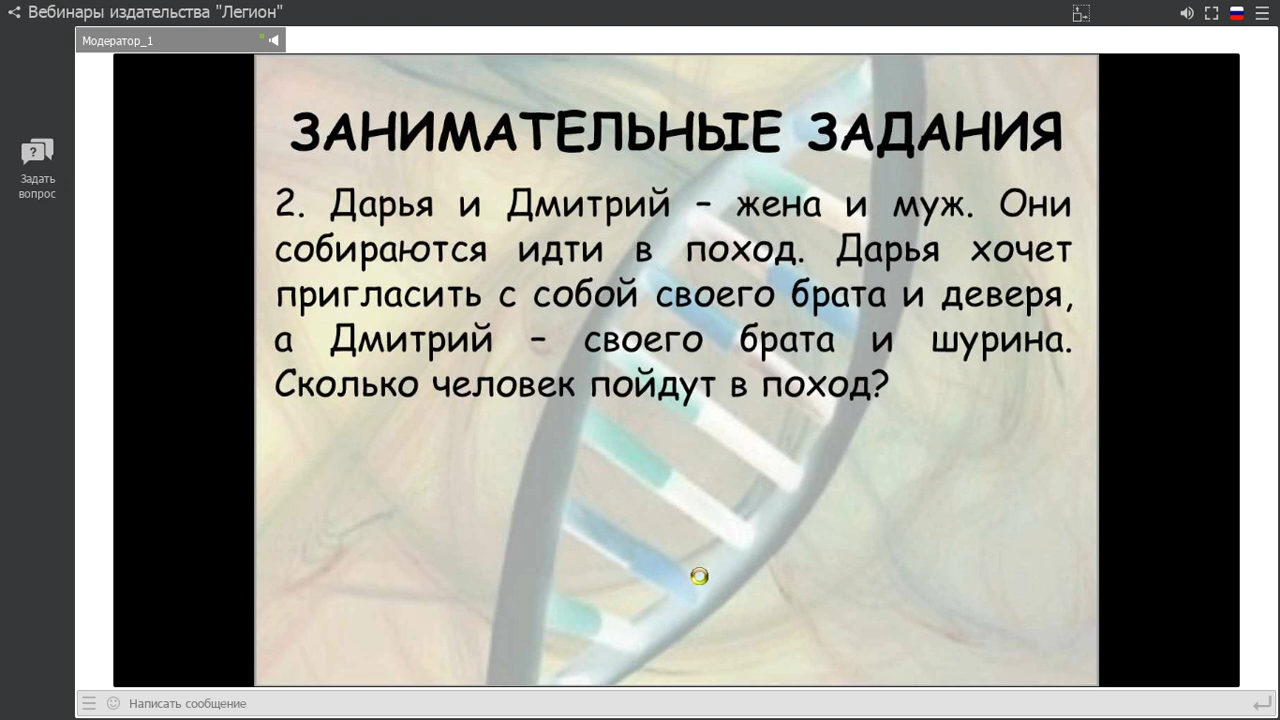 Вебинары издательства "Легион"
Модератор_1
Задать
вопрос
ЗАНИМАТЕЛЬНЫЕ ЗАДАНИЯ
2. Дарья и Дмитрий – жена и муж. Они
собираются идти в поход. Дарья хочет
пригласить с собой своего брата и деверя,
а Дмитрий – своего брата и шурина.
Сколько человек пойдут в поход?
Написать сообщение